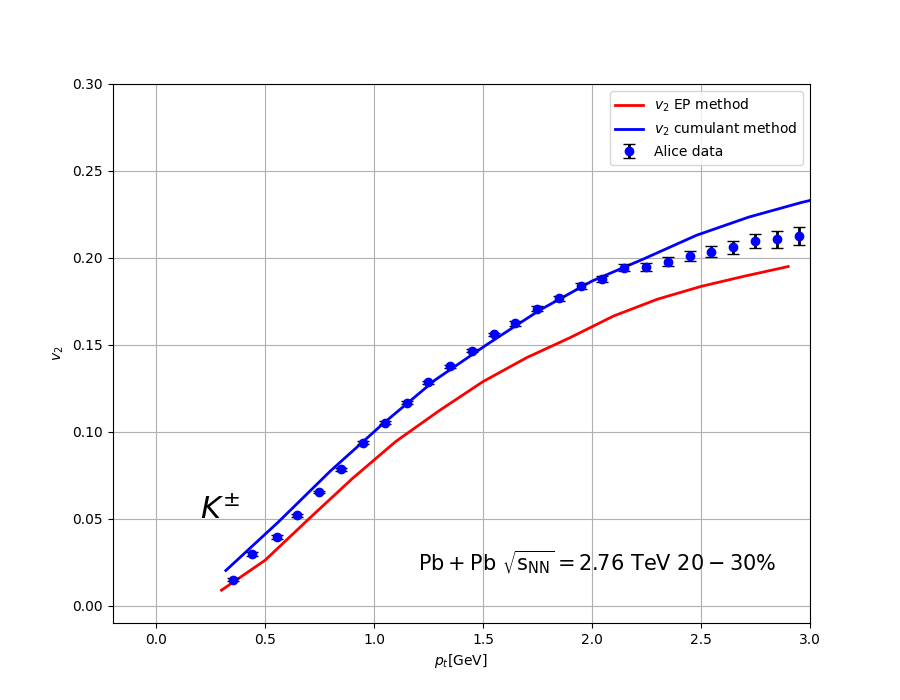 0.30
0.25
0.20
0.15
0.10
0.05
0.00
v₂
v₂ EP method
v₂ cumulant method
Alice data
K±
Pb + Pb √sNN = 2.76 TeV 20 − 30%
0.0 0.5 1.0 1.5 2.0 2.5 3.0
pt[GeV]